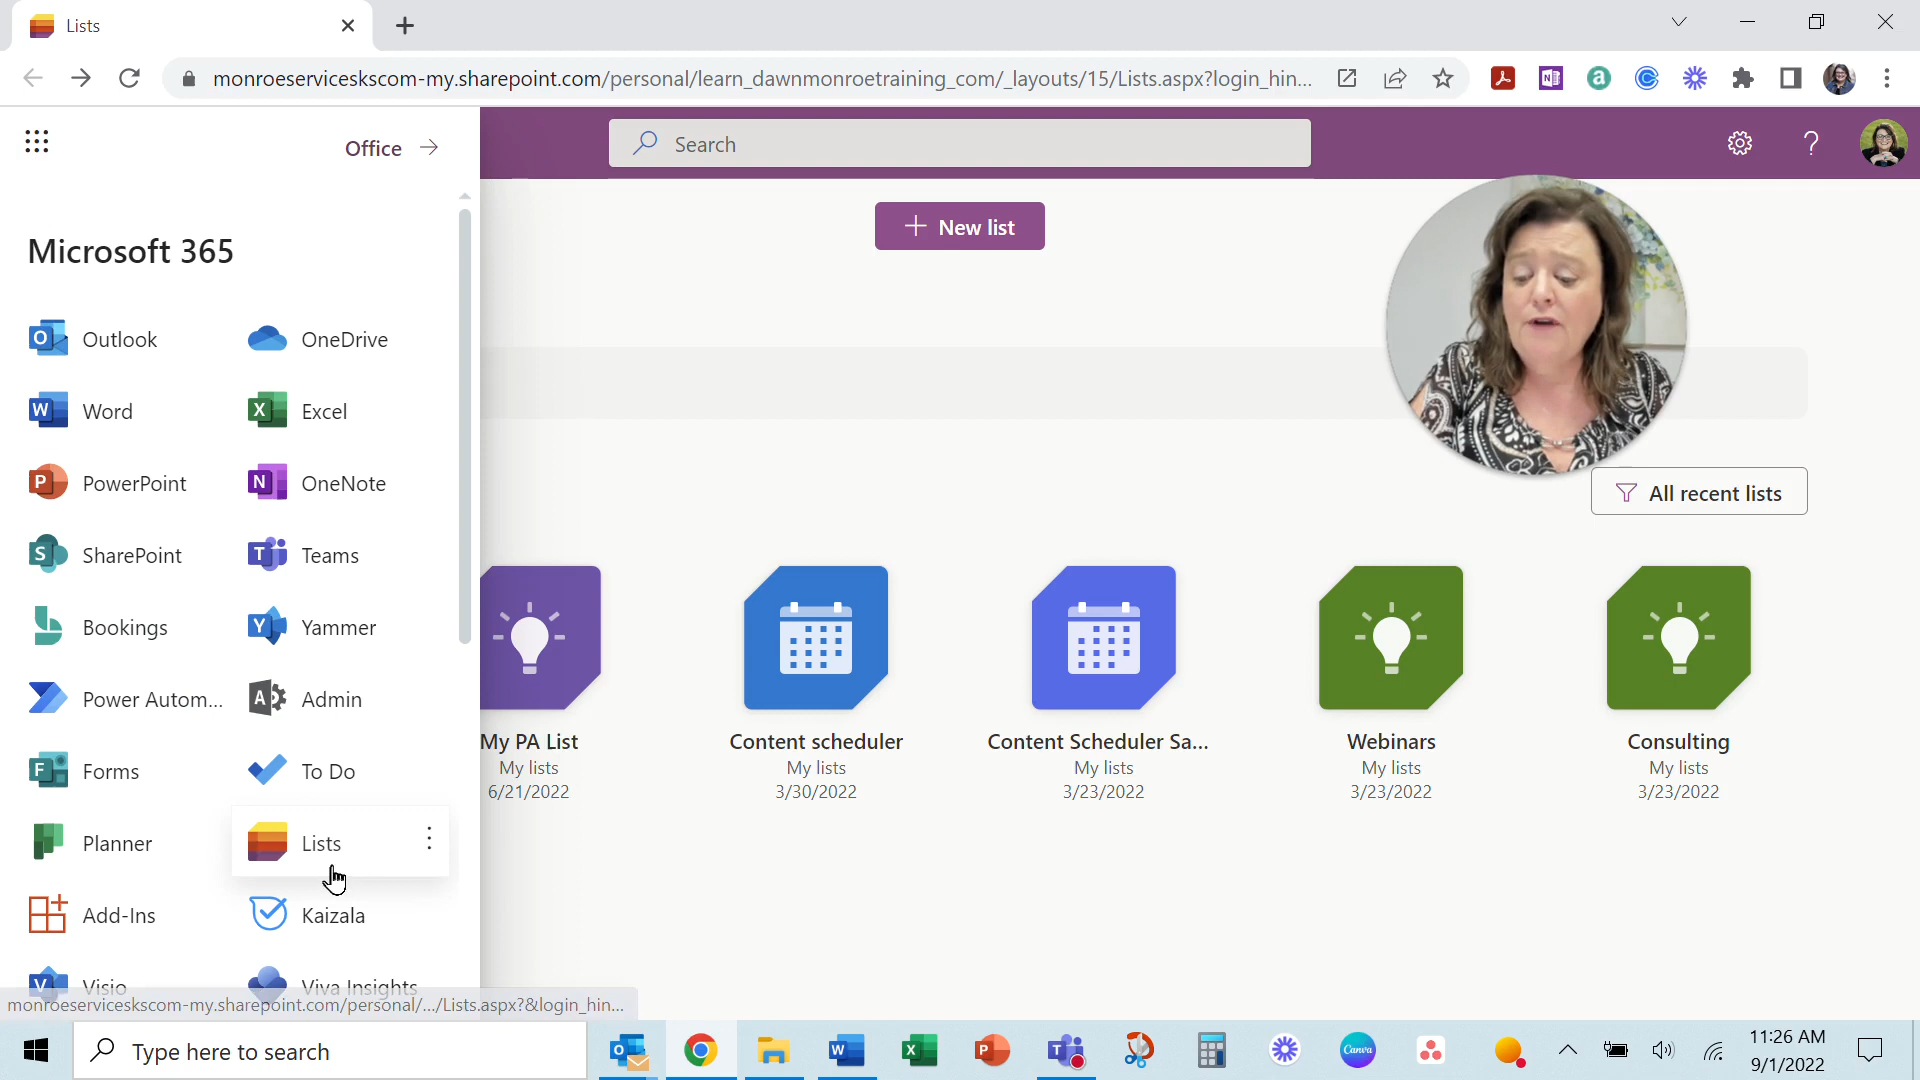 Lists
monroeserviceskscom-my.sharepoint.com/personal/learn_dawnmonroetraining_com/_layouts/15/Lists.aspx?login_hin...
Office
Search
New list
Microsoft 365
Outlook
OneDrive
Word
Excel
PowerPoint
OneNote
SharePoint
Teams
Bookings
Yammer
Power Autom...
Admin
Forms
To Do
Planner
Lists
Add-Ins
Kaizala
Visio
Viva Insights
All recent lists
My PA List
My lists
6/21/2022
Content scheduler
My lists
3/30/2022
Content Scheduler Sa...
My lists
3/23/2022
Webinars
My lists
3/23/2022
Consulting
My lists
3/23/2022
monroeserviceskscom-my.sharepoint.com/personal/.../Lists.aspx?&login_hin...
Type here to search
Canva
11:26 AM
9/1/2022